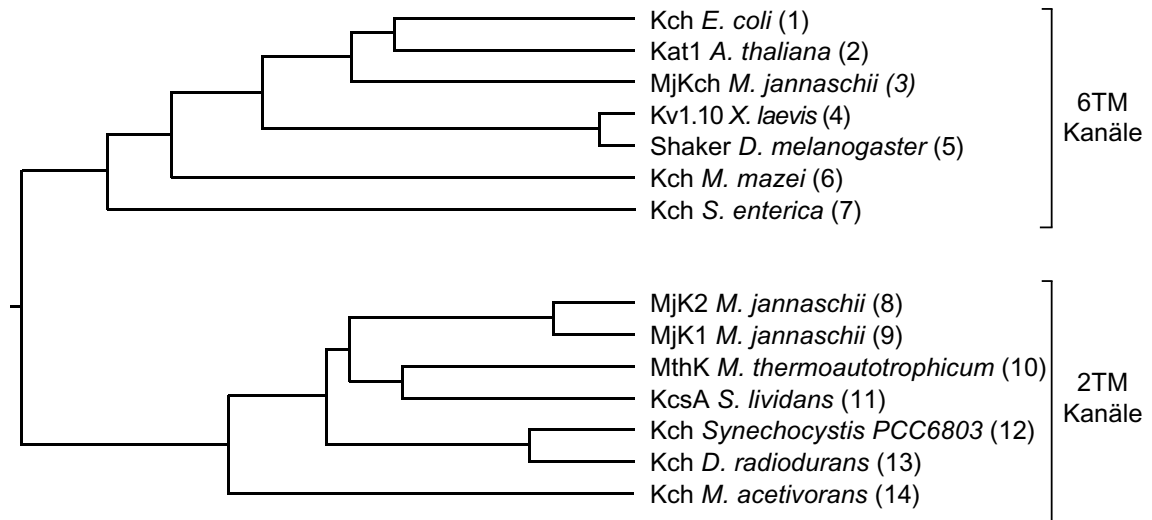 Kch E. coli (1)
Kat1 A. thaliana (2)
MjKch M. jannaschii (3)
Kv1.10 X. laevis (4)
Shaker D. melanogaster (5)
Kch M. mazei (6)
Kch S. enterica (7)
6TM
Kanäle
MjK2 M. jannaschii (8)
MjK1 M. jannaschii (9)
MthK M. thermoautotrophicum (10)
KcsA S. lividans (11)
Kch Synechocystis PCC6803 (12)
Kch D. radiodurans (13)
Kch M. acetivorans (14)
2TM
Kanäle